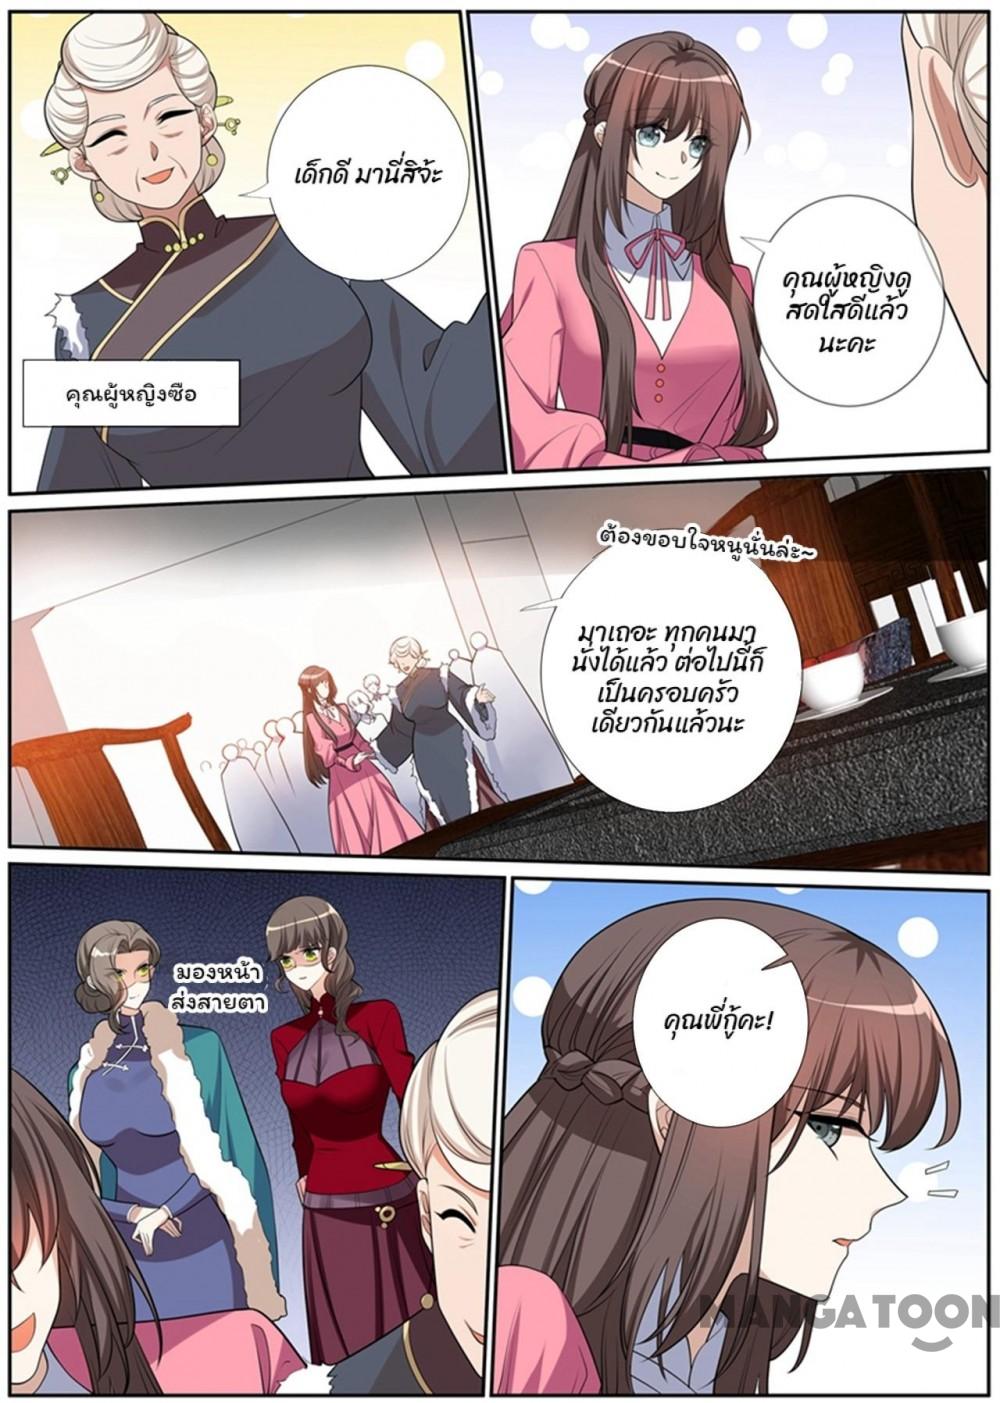 เด็กดี มานี่สิจ้ะ
คุณผู้หญิงซือ
คุณผู้หญิงดู
สดใสดีแล้ว
นะคะ
ต้องขอบใจหนูนั่นล่ะ~
มาเถอะ ทุกคนมา
นั่งได้แล้ว ต่อไปนี้ก็
เป็นครอบครัว
เดียวกันแล้วนะ
มองหน้า
ส่งสายตา
คุณพี่กู้คะ!
MANGATOON